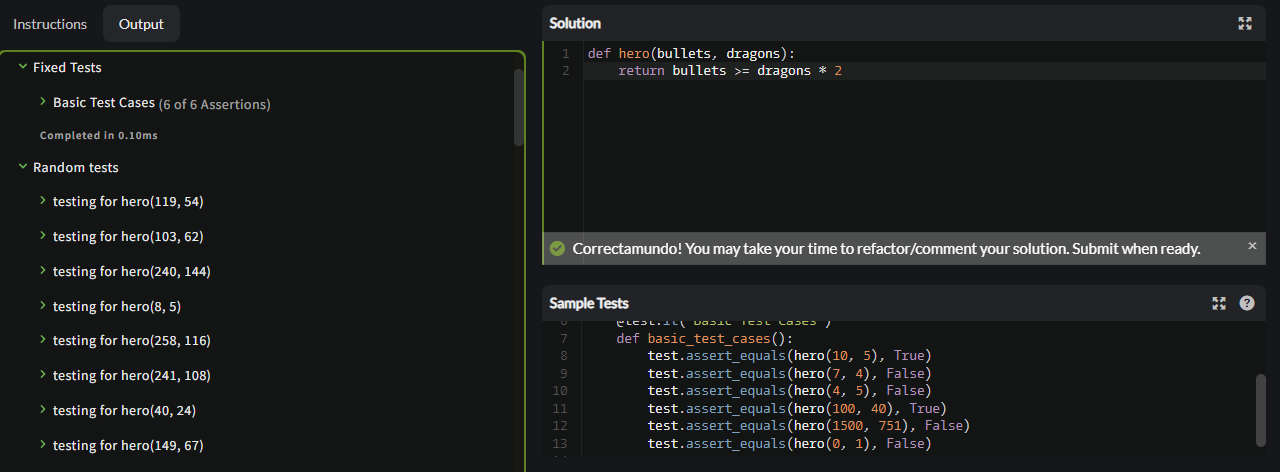 Instructions
Output
Fixed Tests
Basic Test Cases (6 of 6 Assertions)
Completed in 0.10ms
Random tests
testing for hero(119, 54)
testing for hero(103, 62)
testing for hero(240, 144)
testing for hero(8, 5)
testing for hero(258, 116)
testing for hero(241, 108)
testing for hero(40, 24)
testing for hero(149, 67)
Solution
1 def hero(bullets, dragons):
2     return bullets >= dragons * 2
Correctamundo! You may take your time to refactor/comment your solution. Submit when ready.
Sample Tests
7     def basic_test_cases():
8         test.assert_equals(hero(10, 5), True)
9         test.assert_equals(hero(7, 4), False)
10         test.assert_equals(hero(4, 5), False)
11         test.assert_equals(hero(100, 40), True)
12         test.assert_equals(hero(1500, 751), False)
13         test.assert_equals(hero(0, 1), False)